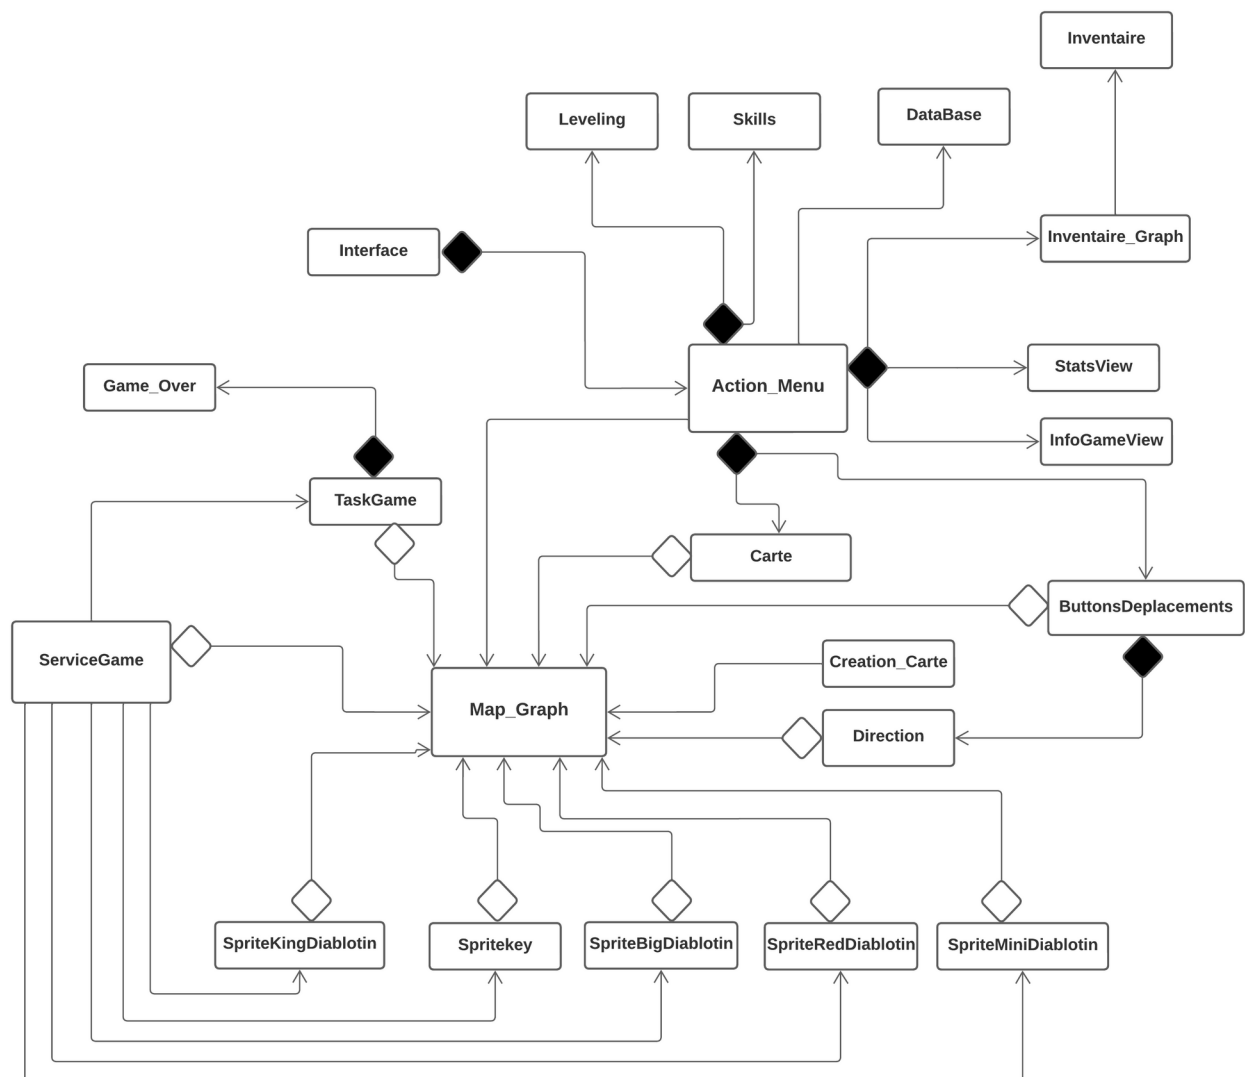 Inventaire
Leveling
Skills
DataBase
Interface
Inventaire_Graph
Game_Over
Action_Menu
StatsView
InfoGameView
TaskGame
Carte
ButtonsDeplacements
ServiceGame
Creation_Carte
Map_Graph
Direction
SpriteKingDiablotin
Spritekey
SpriteBigDiablotin
SpriteRedDiablotin
SpriteMiniDiablotin